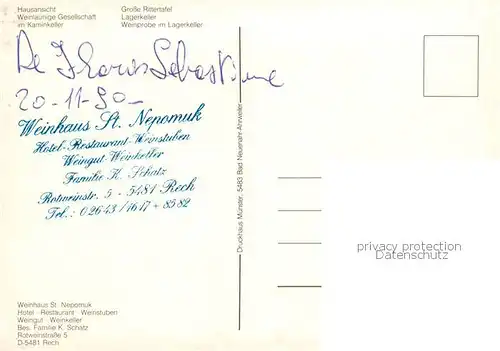 Hausansicht
Weinlaunige Gesellschaft
im Kaminkeller
Große Rittertafel
Lagerkeller
Weinprobe im Lagerkeller
De
20-11-90
Weinhaus St. Nepomuk
Hotel-Restaurant-Weinstuben
Weingut-Weinkeller
Familie K. Schatz
Rotweinstr. 5 - 5481 Rech
Tel.: 02643/1617 + 8582
Druckhaus Münster, 5483 Bad Neuenahr-Ahrweiler
privacy protection
AnsichtskartenLexikon
Weinhaus St. Nepomuk
Hotel · Restaurant · Weinstuben
Weingut · Weinkeller
Bes. Familie K. Schatz
Rotweinstraße 5
D-5481 Rech